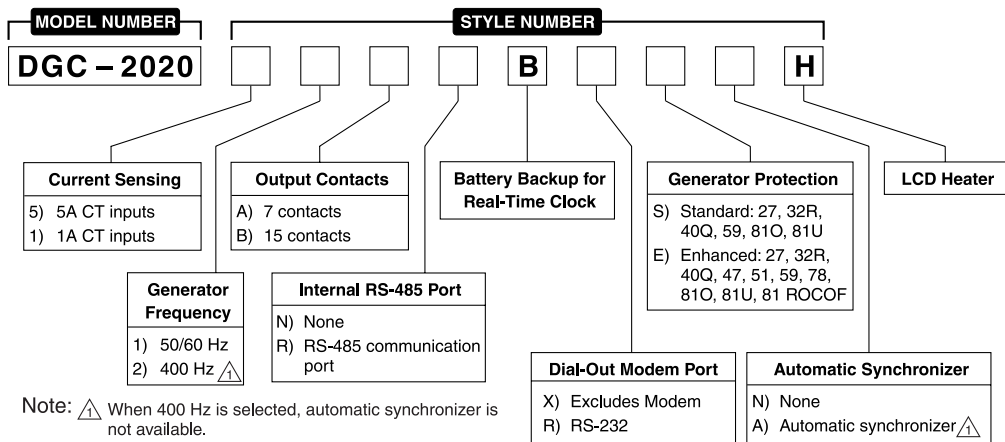 MODEL NUMBER
STYLE NUMBER
DGC – 2020
B
H
Current Sensing
5) 5A CT inputs
1) 1A CT inputs
Output Contacts
A) 7 contacts
B) 15 contacts
Battery Backup for
Real-Time Clock
Generator Protection
S) Standard: 27, 32R,
40Q, 59, 81O, 81U
E) Enhanced: 27, 32R,
40Q, 47, 51, 59, 78,
81O, 81U, 81 ROCOF
LCD Heater
Generator
Frequency
1) 50/60 Hz
2) 400 Hz 1
Internal RS-485 Port
N) None
R) RS-485 communication
port
Dial-Out Modem Port
X) Excludes Modem
R) RS-232
Automatic Synchronizer
N) None
A) Automatic synchronizer 1
Note: 1 When 400 Hz is selected, automatic synchronizer is
not available.